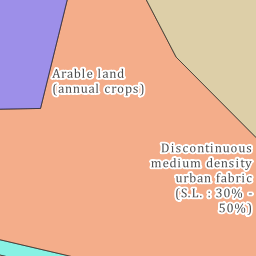 Arable land
(annual crops)
Discontinuous
medium density
urban fabric
(S.L. : 30% -
50%)